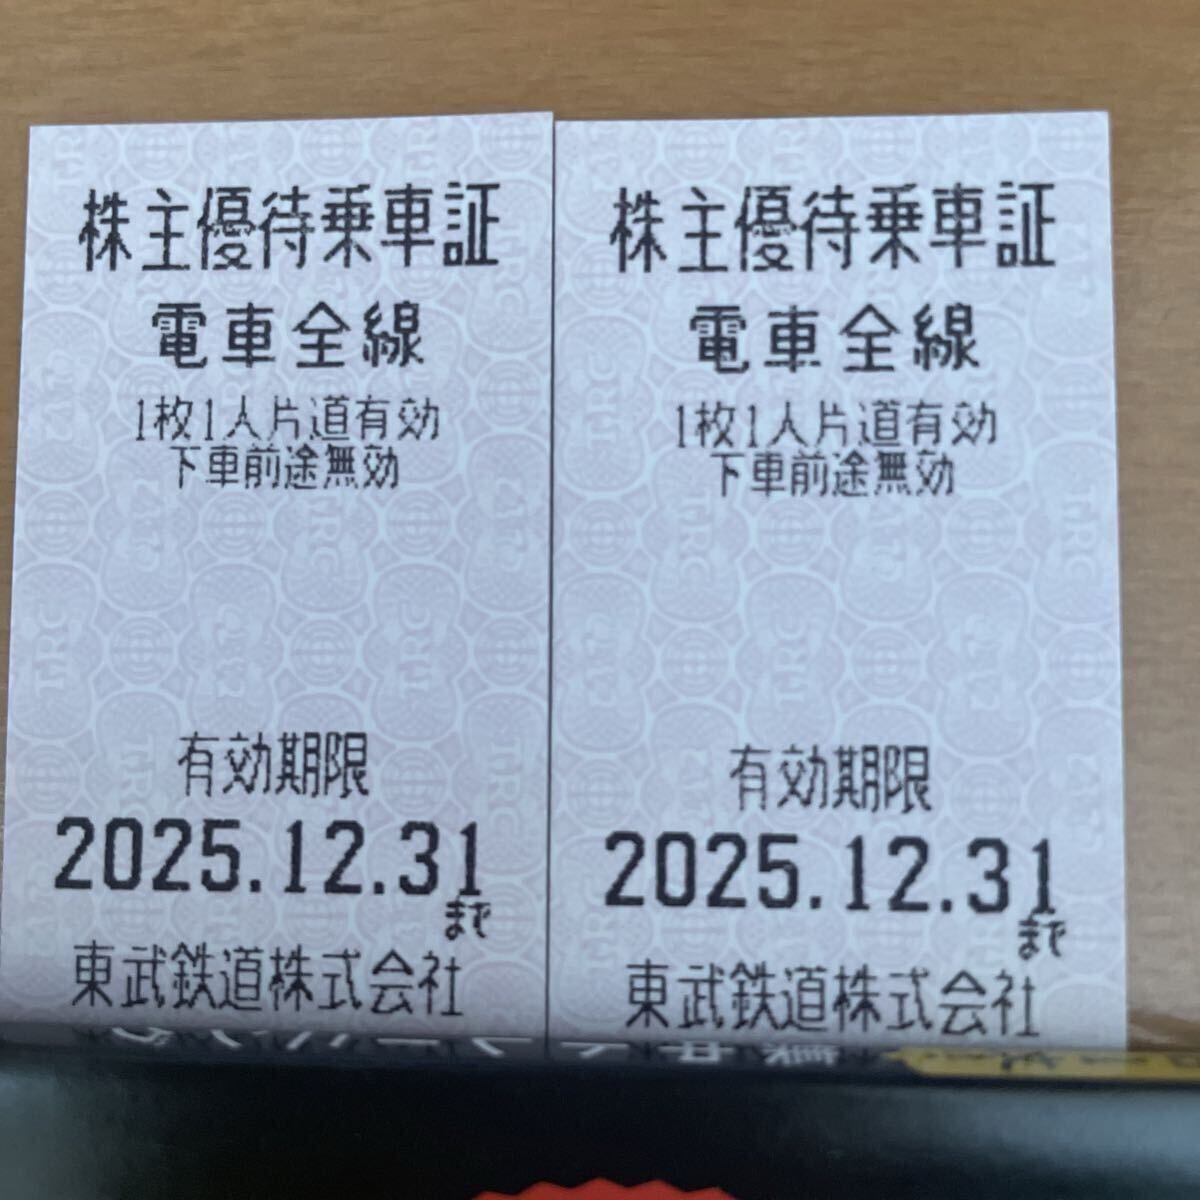 株主優待乗車証
電車全線
1枚1人片道有効
下車前途無効
有効期限
2025.12.31
まで
東武鉄道株式会社
株主優待乗車証
電車全線
1枚1人片道有効
下車前途無効
有効期限
2025.12.31
まで
東武鉄道株式会社